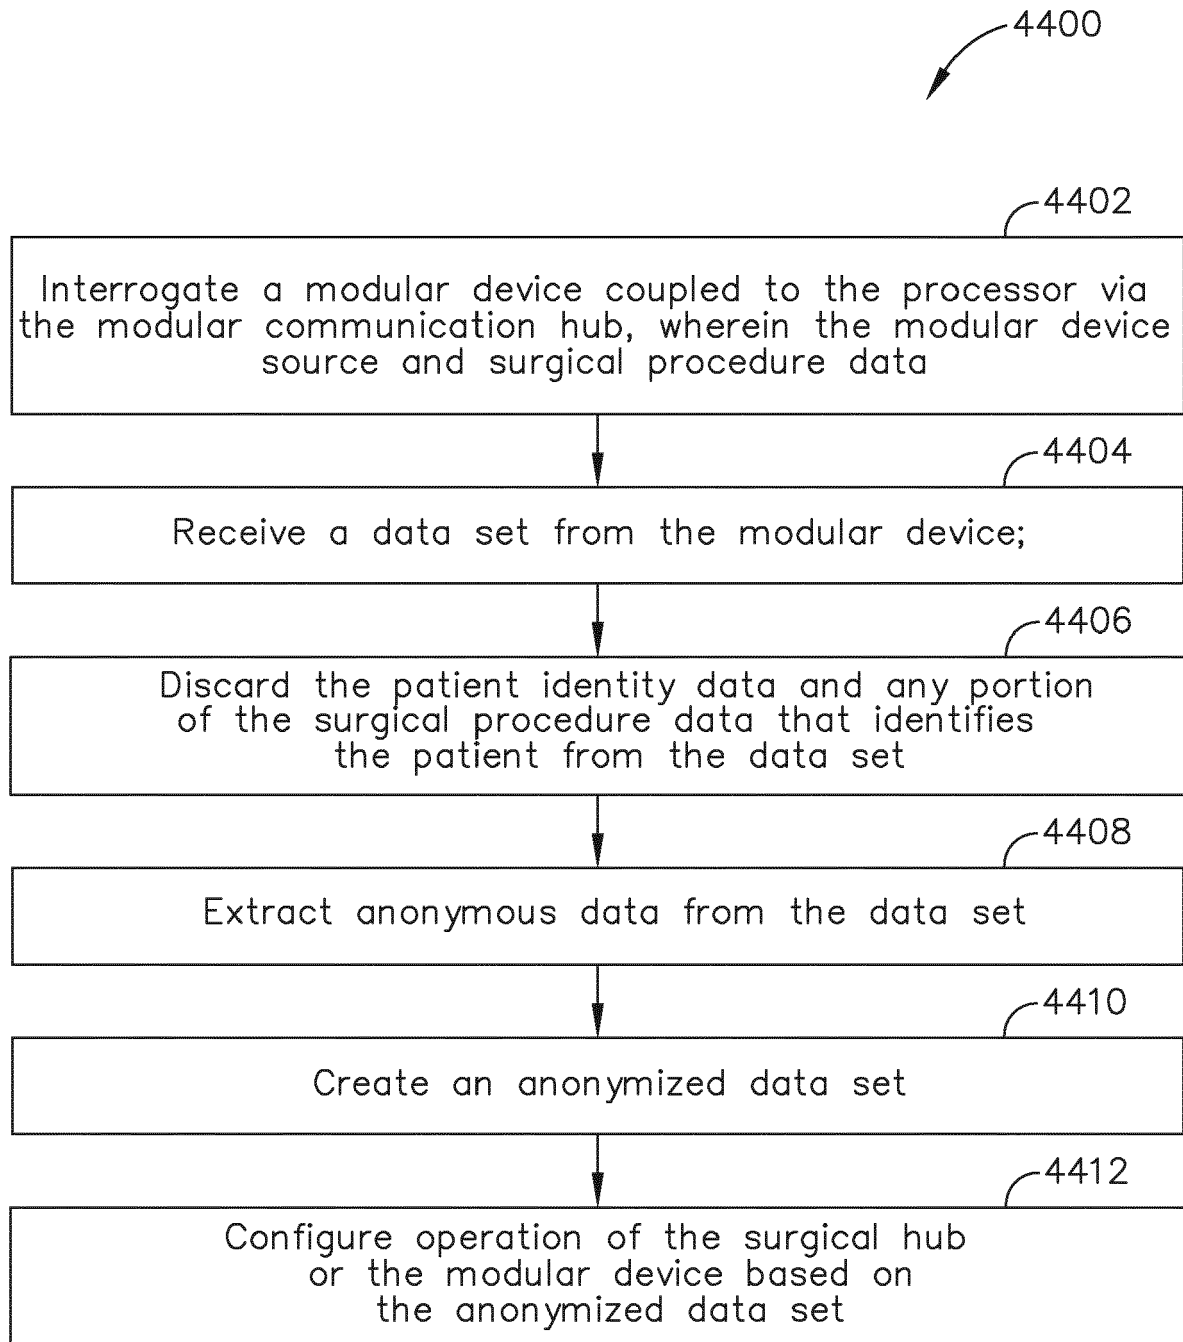 4400
4402
Interrogate a modular device coupled to the processor via
the modular communication hub, wherein the modular device
source and surgical procedure data
4404
Receive a data set from the modular device;
4406
Discard the patient identity data and any portion
of the surgical procedure data that identifies
the patient from the data set
4408
Extract anonymous data from the data set
4410
Create an anonymized data set
4412
Configure operation of the surgical hub
or the modular device based on
the anonymized data set